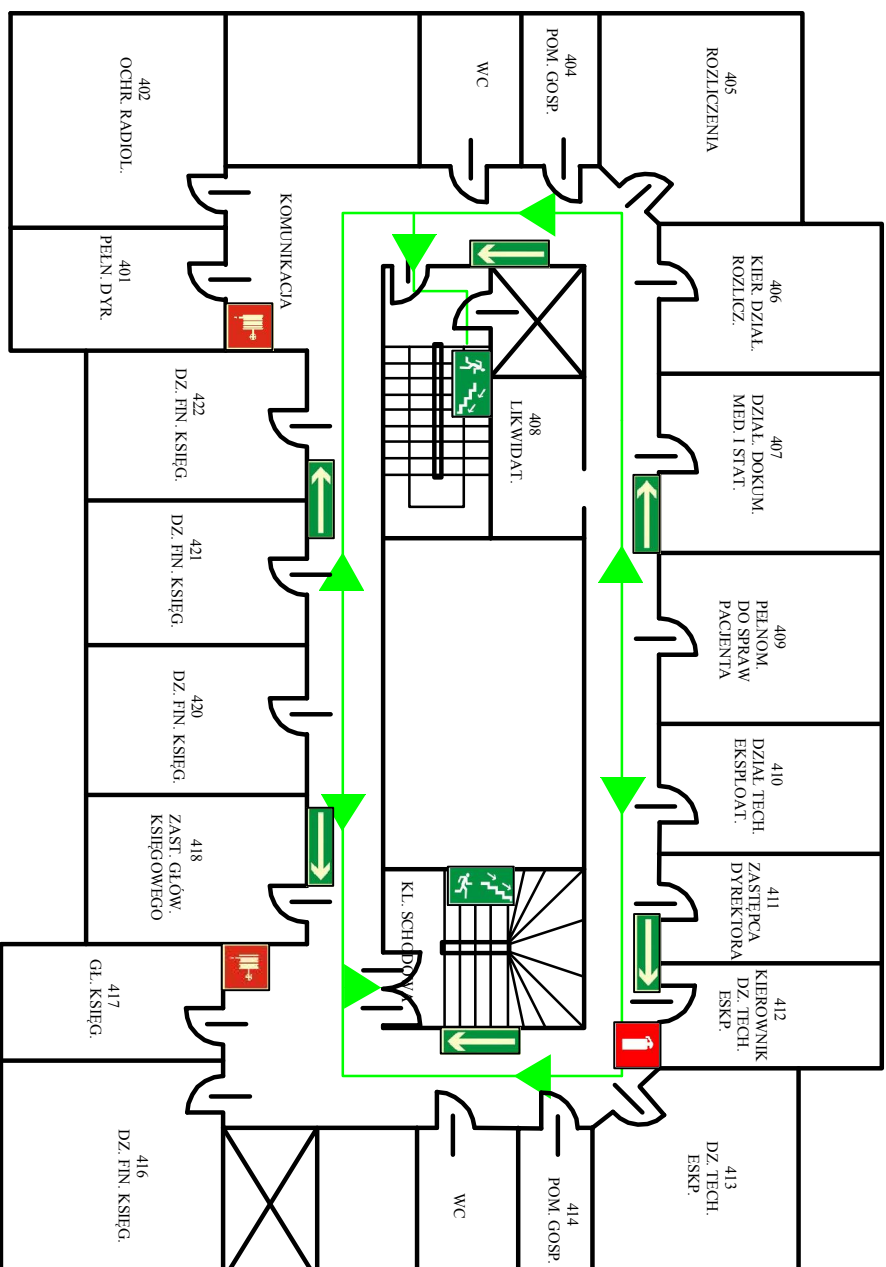 402
OCHR. RADIOL.
WC
404
POM. GOSP.
405
ROZLICZENIA
401
PEŁN. DYR.
KOMUNIKACJA
406
KIER. DZIAŁ.
ROZLICZ.
422
DZ. FIN. KSIĘG.
408
LIKWIDAT.
407
DZIAŁ. DOKUM.
MED. I STAT.
421
DZ. FIN. KSIĘG.
409
PEŁNOM.
DO SPRAW
PACJENTA
420
DZ. FIN. KSIĘG.
410
DZIAŁ TECH.
EKSPLOAT.
418
ZAST. GŁÓW.
KSIĘGOWEGO
KL. SCHODOWA
411
ZASTĘPCA
DYREKTORA
417
GŁ. KSIĘG.
412
KIEROWNIK
DZ. TECH.
ESKP.
416
DZ. FIN. KSIĘG.
WC
414
POM. GOSP.
413
DZ. TECH.
ESKP.